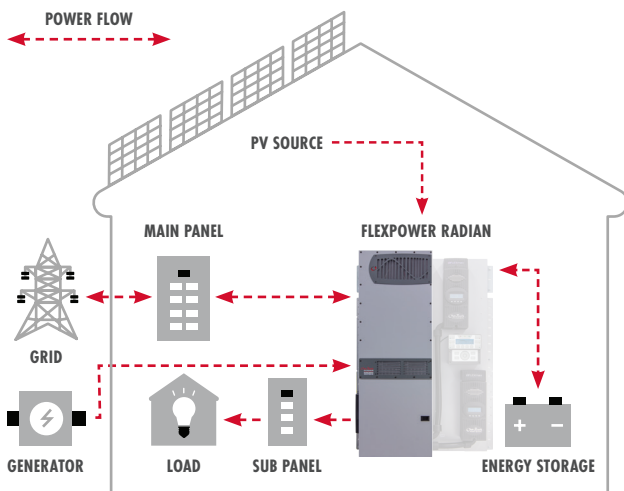 POWER FLOW
PV SOURCE
MAIN PANEL
FLEXPOWER RADIAN
GRID
GENERATOR
LOAD
SUB PANEL
ENERGY STORAGE
+ −